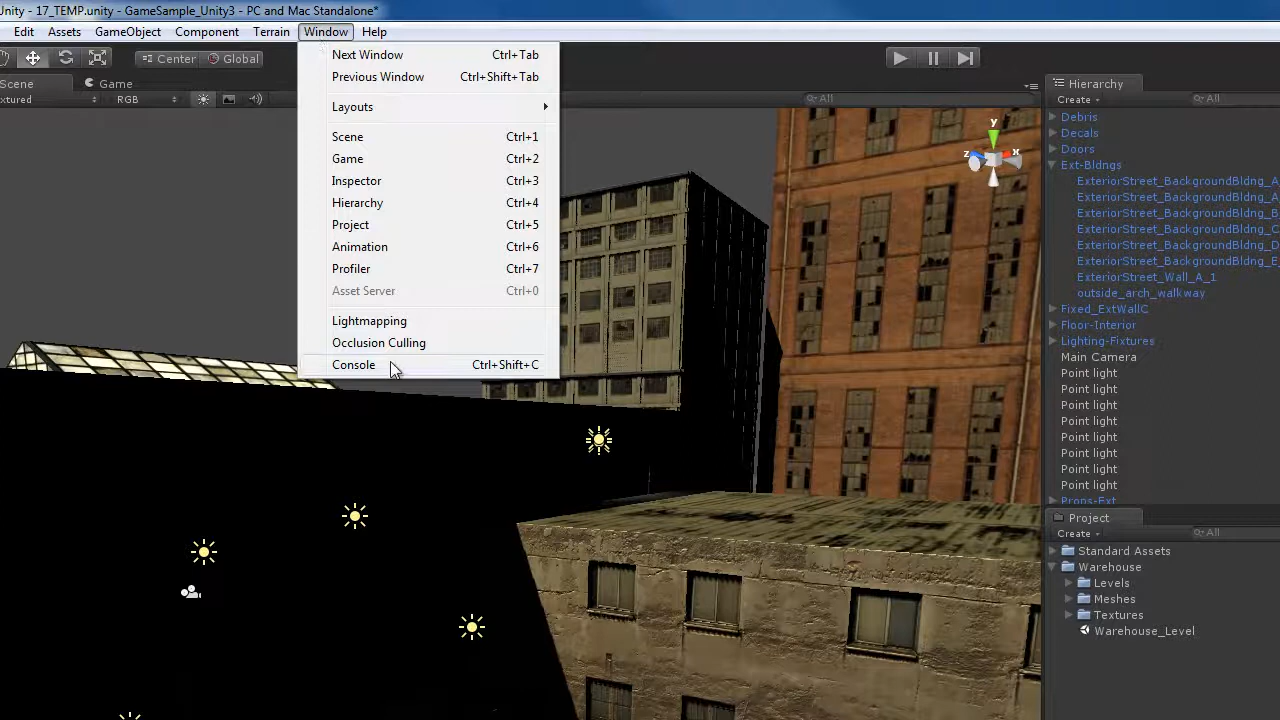 Unity - 17_TEMP.unity - GameSample_Unity3 - PC and Mac Standalone*
Edit Assets GameObject Component Terrain Window Help
Center Global
Scene Game
RGB
All
Next Window Ctrl+Tab
Previous Window Ctrl+Shift+Tab
Layouts
Scene Ctrl+1
Game Ctrl+2
Inspector Ctrl+3
Hierarchy Ctrl+4
Project Ctrl+5
Animation Ctrl+6
Profiler Ctrl+7
Asset Server Ctrl+0
Lightmapping
Occlusion Culling
Console Ctrl+Shift+C
y
z
x
Hierarchy
Create All
Debris
Decals
Doors
Ext-Bldngs
ExteriorStreet_BackgroundBldng_A
ExteriorStreet_BackgroundBldng_A
ExteriorStreet_BackgroundBldng_B
ExteriorStreet_BackgroundBldng_C
ExteriorStreet_BackgroundBldng_D
ExteriorStreet_BackgroundBldng_E
ExteriorStreet_Wall_A_1
outside_arch_walkway
Fixed_ExtWallC
Floor-Interior
Lighting-Fixtures
Main Camera
Point light
Point light
Point light
Point light
Point light
Point light
Point light
Point light
Props-Ext
Project
Create All
Standard Assets
Warehouse
Levels
Meshes
Textures
Warehouse_Level